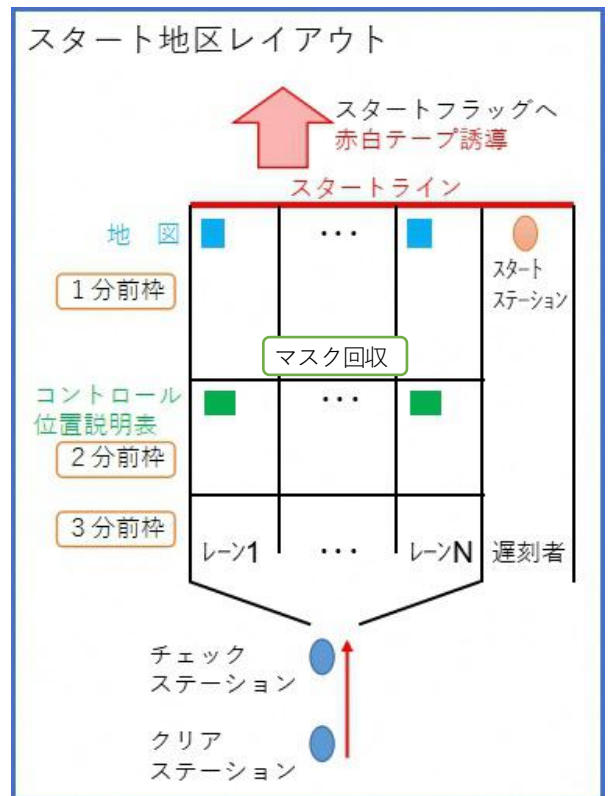 スタート地区レイアウト
スタートフラッグへ
赤白テープ誘導
スタートライン
地 図
・・・
スタート
ステーション
1分前枠
マスク回収
コントロール
位置説明表
・・・
2分前枠
3分前枠
レーン1
・・・
レーンN
遅刻者
チェック
ステーション
クリア
ステーション